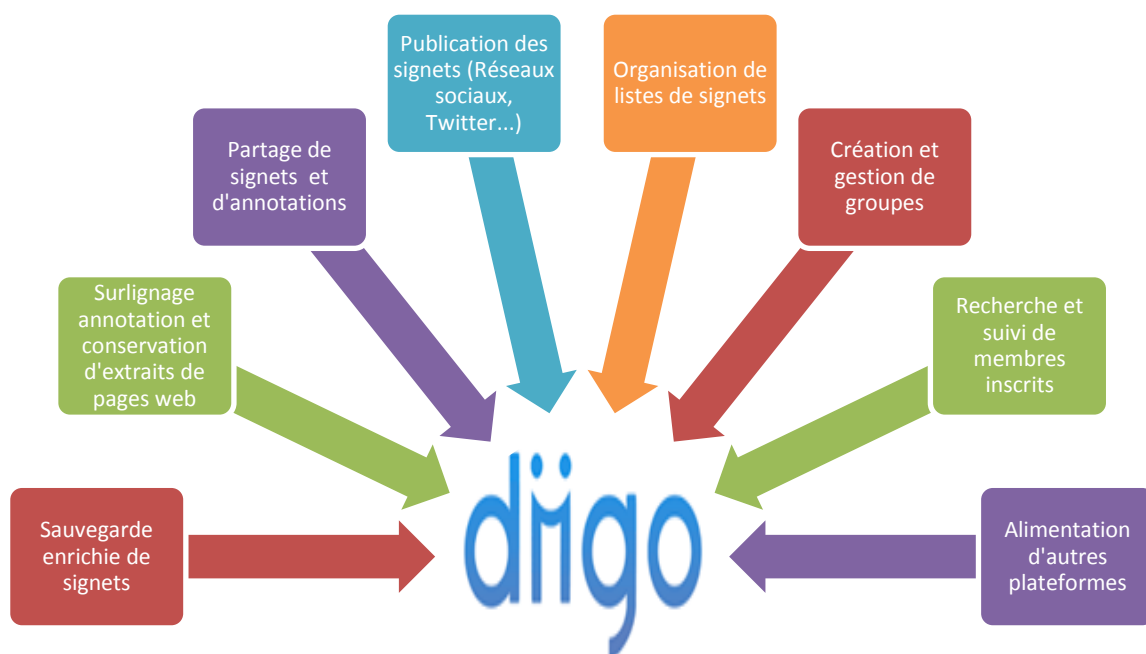 Publication des
signets (Réseaux
sociaux,
Twitter...)
Organisation de
listes de signets
Partage de
signets et
d'annotations
Création et
gestion de
groupes
Surlignage
annotation et
conservation
d'extraits de
pages web
Recherche et
suivi de
membres
inscrits
Sauvegarde
enrichie de
signets
diigo
Alimentation
d'autres
plateformes